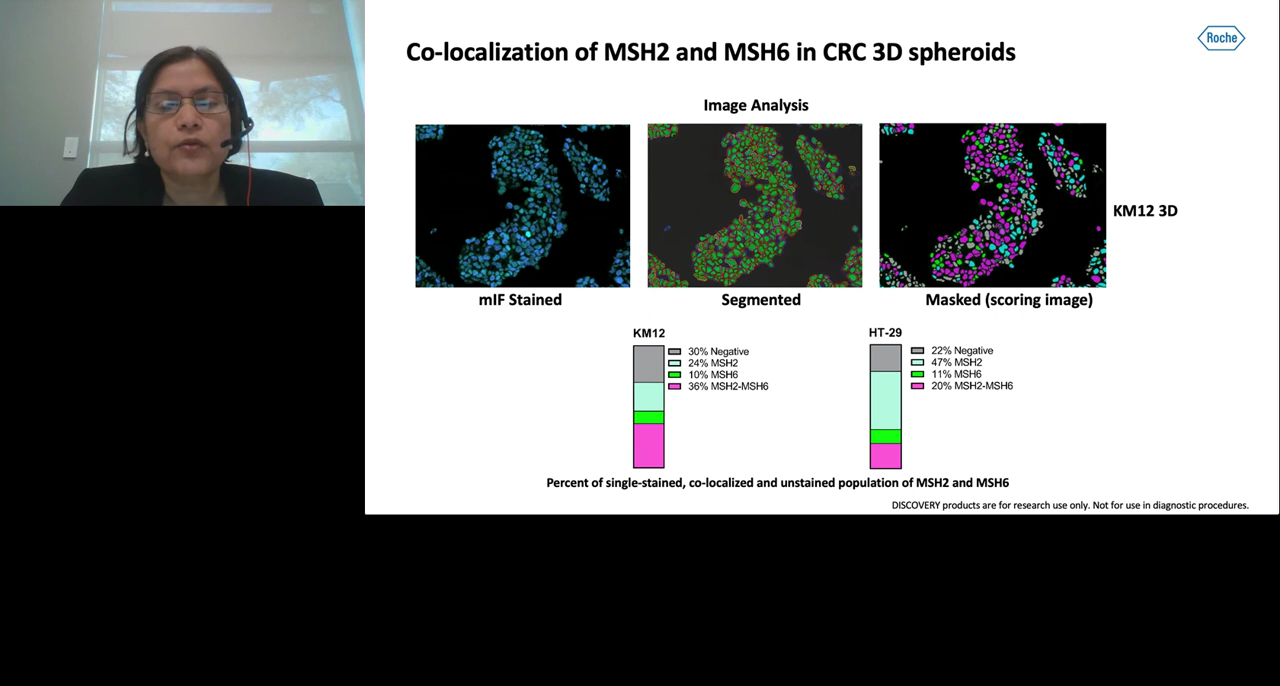 Co-localization of MSH2 and MSH6 in CRC 3D spheroids
Roche
Image Analysis
KM12 3D
mIF Stained
Segmented
Masked (scoring image)
KM12
30% Negative
24% MSH2
10% MSH6
36% MSH2-MSH6
HT-29
22% Negative
47% MSH2
11% MSH6
20% MSH2-MSH6
Percent of single-stained, co-localized and unstained population of MSH2 and MSH6
DISCOVERY products are for research use only. Not for use in diagnostic procedures.